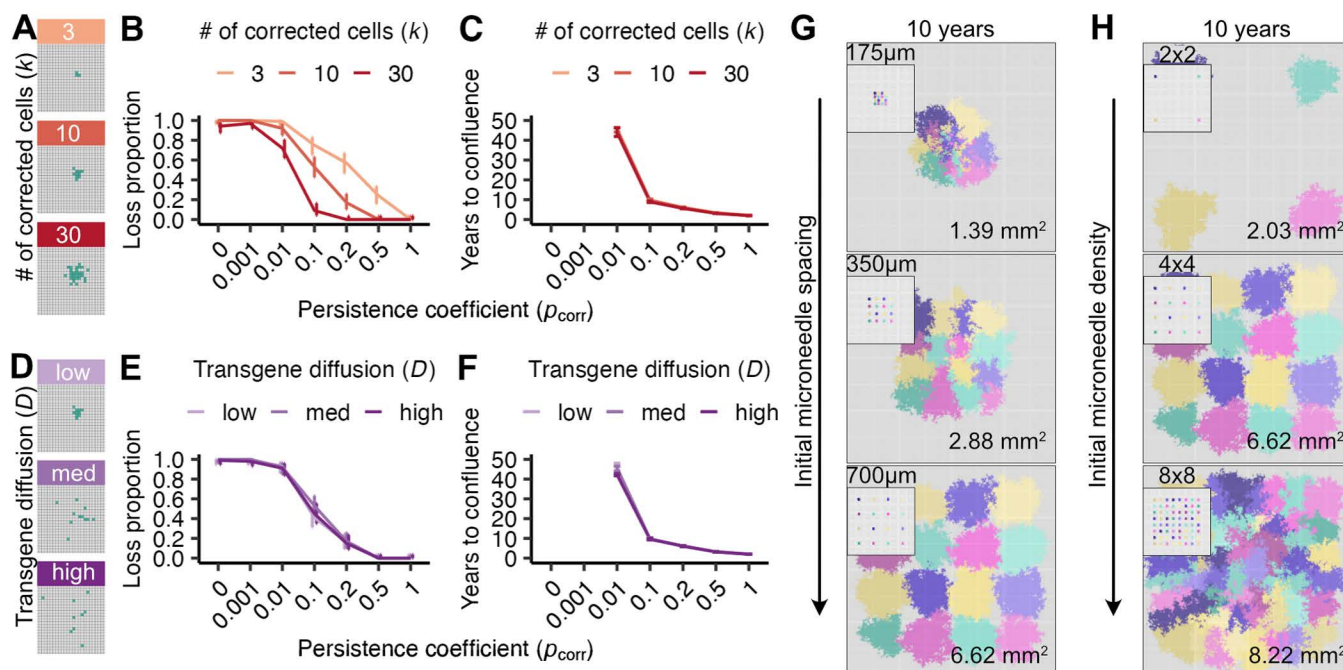 A
# of corrected cells (k)
3
10
30
B
# of corrected cells (k)
3 10 30
Loss proportion
1.0
0.8
0.6
0.4
0.2
0.0
0 0.001 0.01 0.1 0.2 0.5 1
C
# of corrected cells (k)
3 10 30
Years to confluence
50
40
30
20
10
0
0 0.001 0.01 0.1 0.2 0.5 1
Persistence coefficient (pcorr)
D
Transgene diffusion (D)
low
med
high
E
Transgene diffusion (D)
low med high
Loss proportion
1.0
0.8
0.6
0.4
0.2
0.0
0 0.001 0.01 0.1 0.2 0.5 1
F
Transgene diffusion (D)
low med high
Years to confluence
50
40
30
20
10
0
0 0.001 0.01 0.1 0.2 0.5 1
Persistence coefficient (pcorr)
G
10 years
Initial microneedle spacing
175µm
1.39 mm²
350µm
2.88 mm²
700µm
6.62 mm²
H
10 years
Initial microneedle density
2x2
2.03 mm²
4x4
6.62 mm²
8x8
8.22 mm²